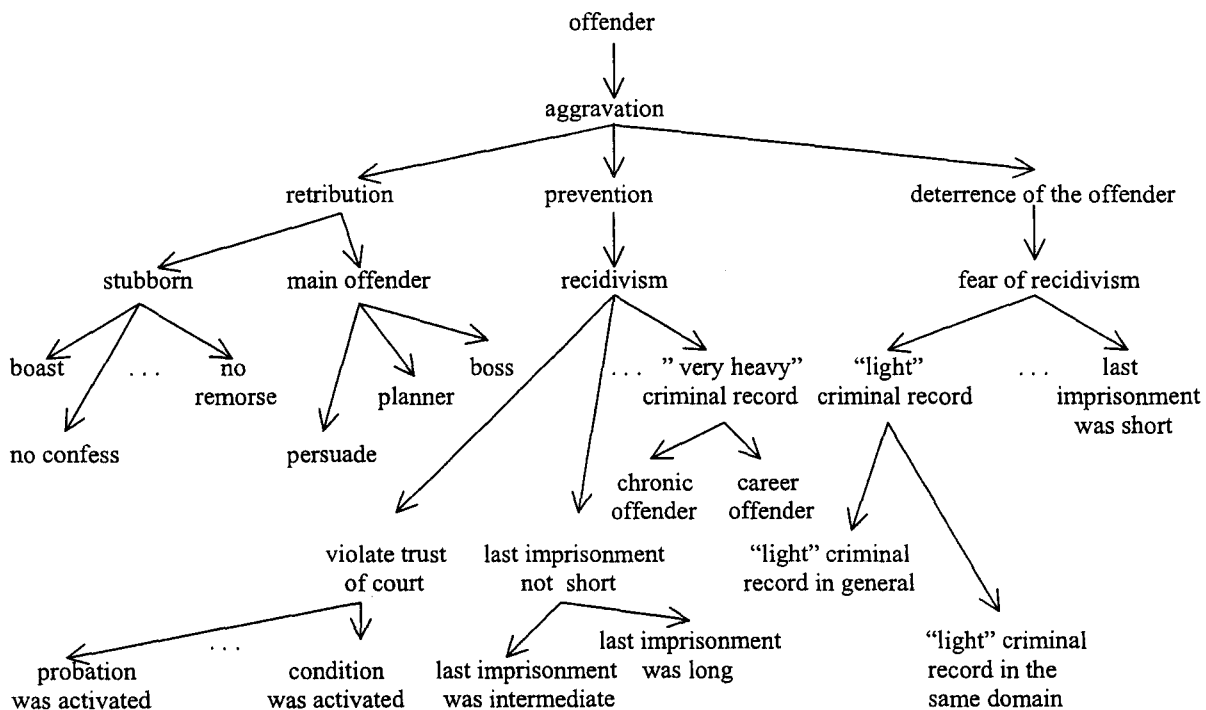 offender
aggravation
retribution prevention deterrence of the offender
stubborn main offender recidivism fear of recidivism
boast . . . no remorse
boss
. . . ” very heavy” criminal record
“light” criminal record
. . . last imprisonment was short
planner
no confess
persuade
chronic offender
career offender
violate trust of court
last imprisonment not short
“light” criminal record in general
. . .
probation was activated
condition was activated
last imprisonment was intermediate
last imprisonment was long
“light” criminal record in the same domain